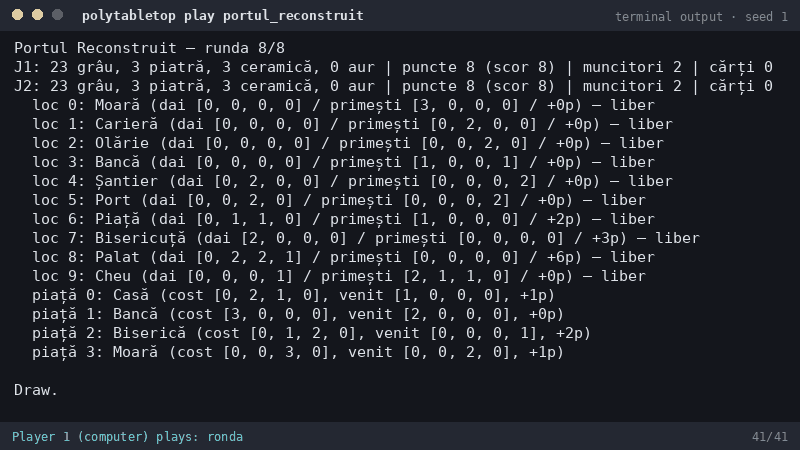 polytabletop play portul_reconstruit
terminal output · seed 1
Portul Reconstruit — runda 8/8
J1: 23 grâu, 3 piatră, 3 ceramică, 0 aur | puncte 8 (scor 8) | muncitori 2 | cărți 0
J2: 23 grâu, 3 piatră, 3 ceramică, 0 aur | puncte 8 (scor 8) | muncitori 2 | cărți 0
loc 0: Moară (dai [0, 0, 0, 0] / primești [3, 0, 0, 0] / +0p) — liber
loc 1: Carieră (dai [0, 0, 0, 0] / primești [0, 2, 0, 0] / +0p) — liber
loc 2: Olărie (dai [0, 0, 0, 0] / primești [0, 0, 2, 0] / +0p) — liber
loc 3: Bancă (dai [0, 0, 0, 0] / primești [1, 0, 0, 1] / +0p) — liber
loc 4: Șantier (dai [0, 2, 0, 0] / primești [0, 0, 0, 2] / +0p) — liber
loc 5: Port (dai [0, 0, 2, 0] / primești [0, 0, 0, 2] / +0p) — liber
loc 6: Piață (dai [0, 1, 1, 0] / primești [1, 0, 0, 0] / +2p) — liber
loc 7: Bisericuță (dai [2, 0, 0, 0] / primești [0, 0, 0, 0] / +3p) — liber
loc 8: Palat (dai [0, 2, 2, 1] / primești [0, 0, 0, 0] / +6p) — liber
loc 9: Cheu (dai [0, 0, 0, 1] / primești [2, 1, 1, 0] / +0p) — liber
piață 0: Casă (cost [0, 2, 1, 0], venit [1, 0, 0, 0], +1p)
piață 1: Bancă (cost [3, 0, 0, 0], venit [2, 0, 0, 0], +0p)
piață 2: Biserică (cost [0, 1, 2, 0], venit [0, 0, 0, 1], +2p)
piață 3: Moară (cost [0, 0, 3, 0], venit [0, 0, 2, 0], +1p)
Draw.
Player 1 (computer) plays: ronda
41/41